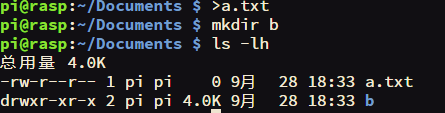 pi@rasp:~/Documents $ >a.txt
pi@rasp:~/Documents $ mkdir b
pi@rasp:~/Documents $ ls -lh
总用量 4.0K
-rw-r--r-- 1 pi pi    0 9月   28 18:33 a.txt
drwxr-xr-x 2 pi pi 4.0K 9月   28 18:33 b